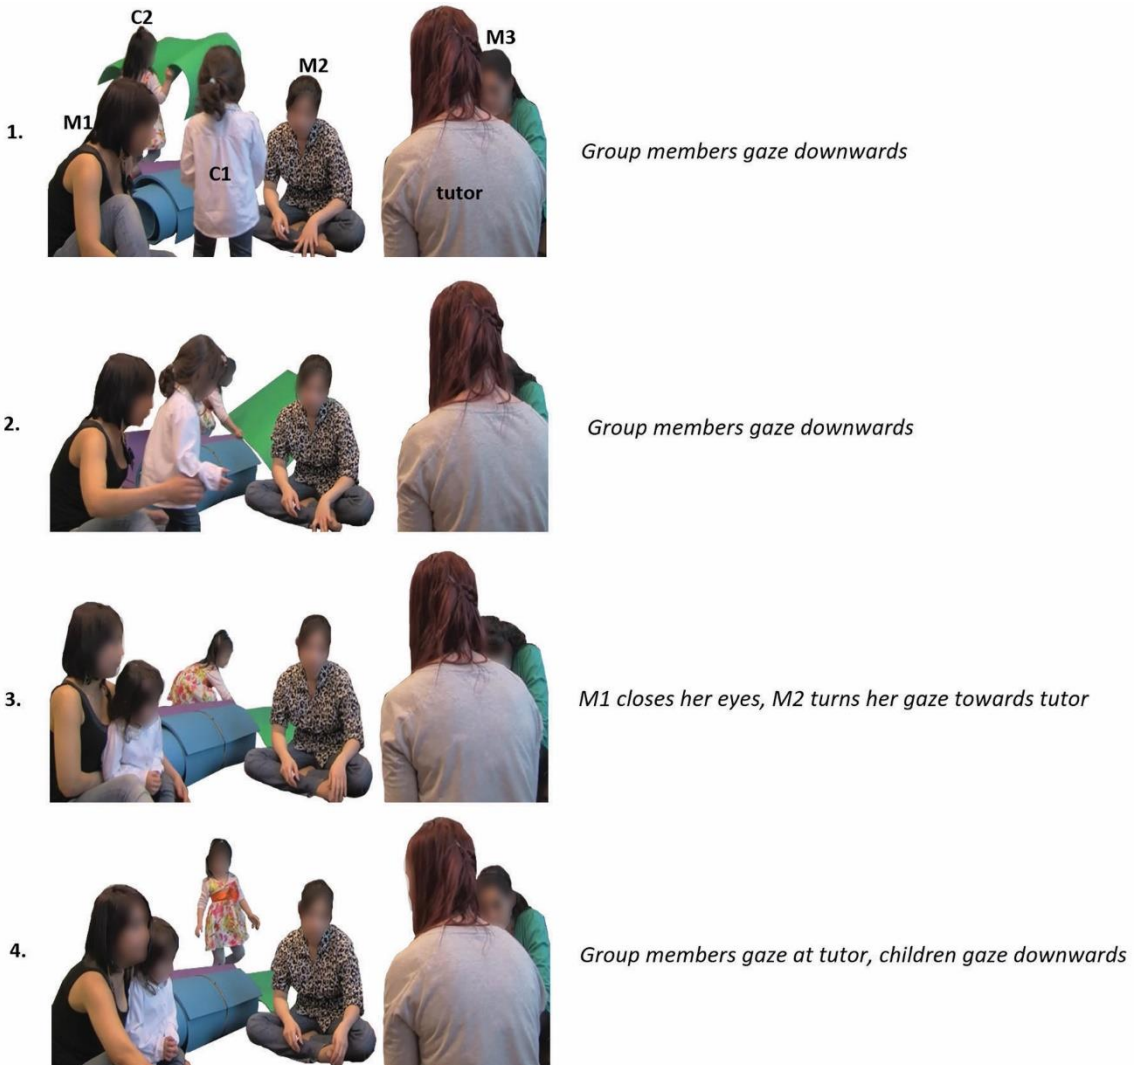 C2
M3
M2
M1
1.
Group members gaze downwards
C1
tutor
2.
Group members gaze downwards
3.
M1 closes her eyes, M2 turns her gaze towards tutor
4.
Group members gaze at tutor, children gaze downwards